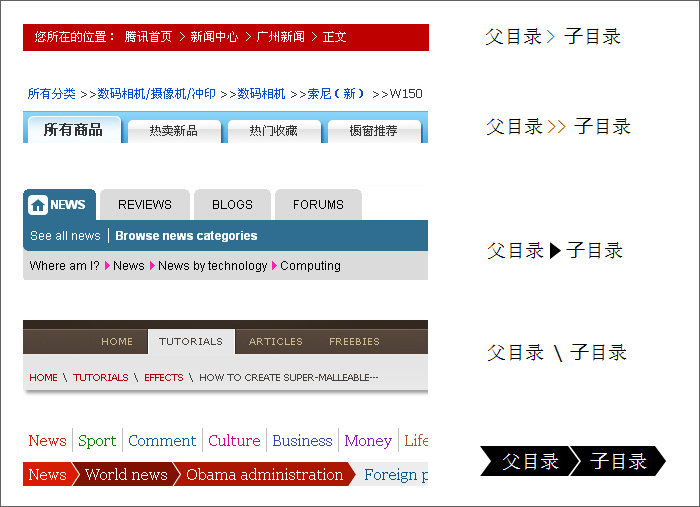 您所在的位置： 腾讯首页 > 新闻中心 > 广州新闻 > 正文
父目录 > 子目录
所有分类 >>数码相机/摄像机/冲印 >>数码相机 >>索尼（新） >>W150
所有商品 热卖新品 热门收藏 橱窗推荐
父目录>> 子目录
NEWS REVIEWS BLOGS FORUMS
See all news | Browse news categories
Where am I? News News by technology Computing
父目录 子目录
HOME TUTORIALS ARTICLES FREEBIES
HOME \ TUTORIALS \ EFFECTS \ HOW TO CREATE SUPER-MALLEABLE···
父目录 \ 子目录
News Sport Comment Culture Business Money Life
News World news Obama administration Foreign p
父目录 子目录